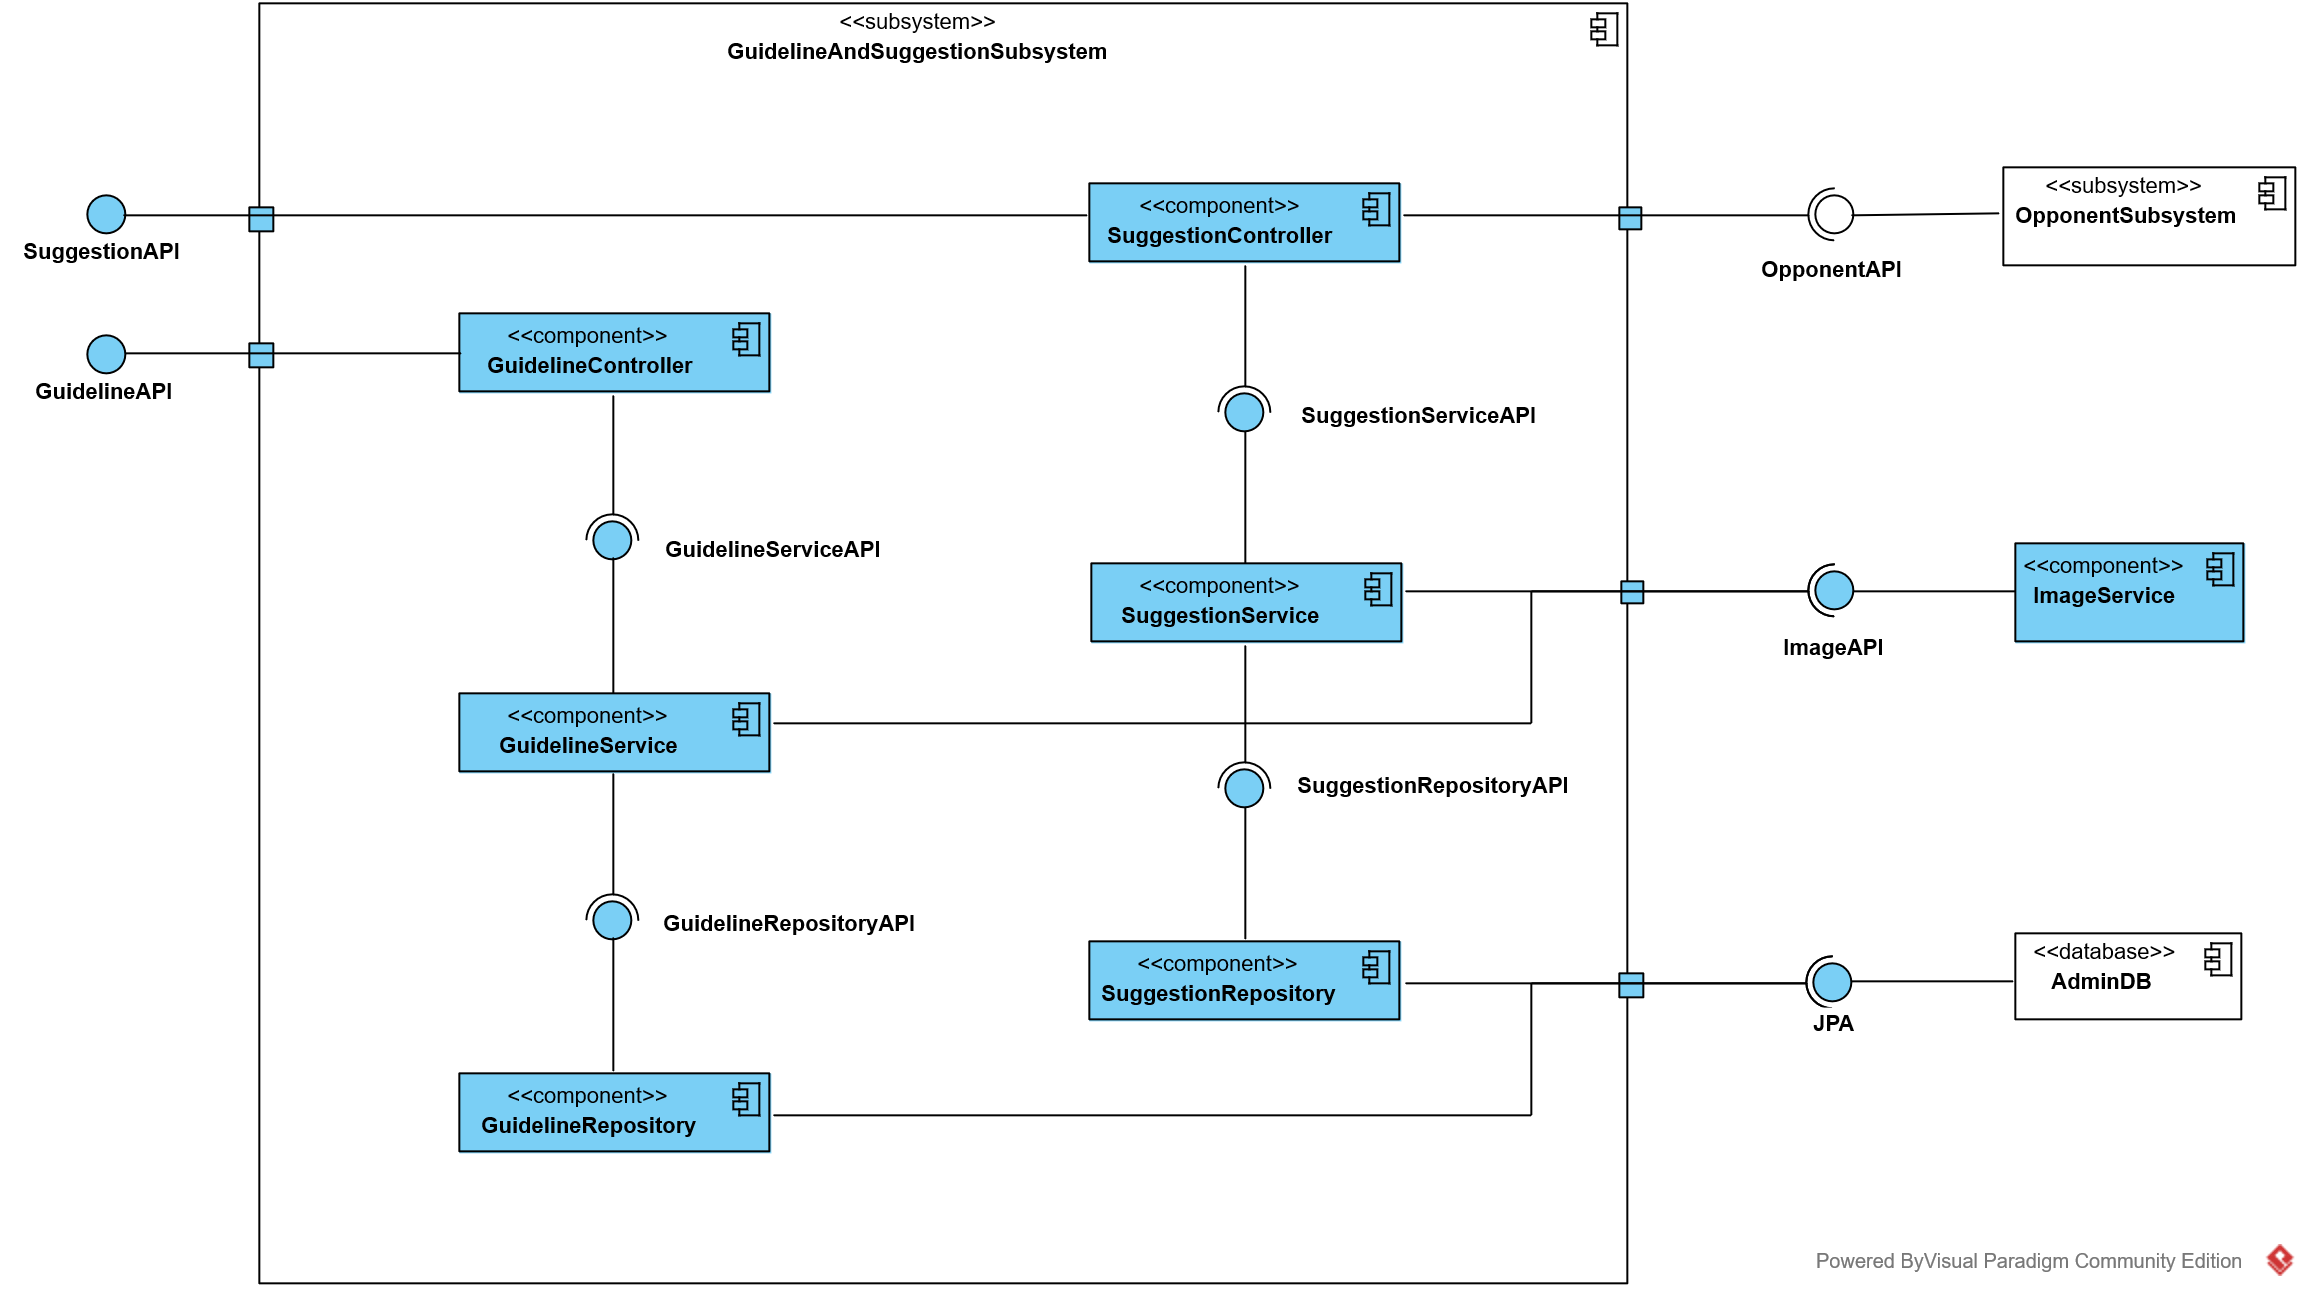 <<subsystem>>
GuidelineAndSuggestionSubsystem
<<component>>
SuggestionController
<<subsystem>>
OpponentSubsystem
SuggestionAPI
OpponentAPI
<<component>>
GuidelineController
GuidelineAPI
SuggestionServiceAPI
GuidelineServiceAPI
<<component>>
SuggestionService
<<component>>
ImageService
ImageAPI
<<component>>
GuidelineService
SuggestionRepositoryAPI
GuidelineRepositoryAPI
<<component>>
SuggestionRepository
<<database>>
AdminDB
JPA
<<component>>
GuidelineRepository
Powered ByVisual Paradigm Community Edition